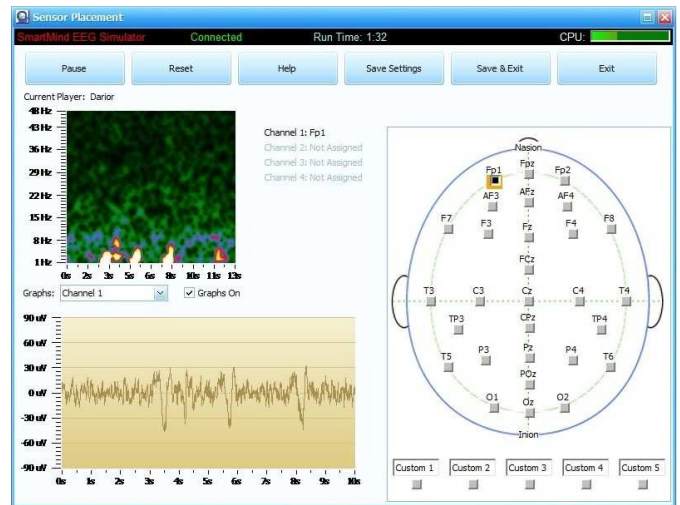 Sensor Placement
SmartMind EEG Simulator Connected Run Time: 1:32 CPU:
Pause Reset Help Save Settings Save & Exit Exit
Current Player: Darior
48 Hz
43 Hz
36 Hz
29 Hz
22 Hz
15 Hz
8 Hz
1 Hz
0s 2s 3s 5s 6s 8s 10s 11s 13s
Channel 1: Fp1
Channel 2: Not Assigned
Channel 3: Not Assigned
Channel 4: Not Assigned
Graphs: Channel 1 Graphs On
90 uV
60 uV
30 uV
0 uV
-30 uV
-60 uV
-90 uV
0s 1s 2s 3s 4s 5s 6s 7s 8s 9s 10s
Nasion
Fp1 Fpz Fp2
AF3 AFz AF4
F7 F3 Fz F4 F8
FCz
T3 C3 Cz C4 T4
TP3 CPz TP4
T5 P3 Pz P4 T6
POz
O1 Oz O2
Inion
Custom 1 Custom 2 Custom 3 Custom 4 Custom 5